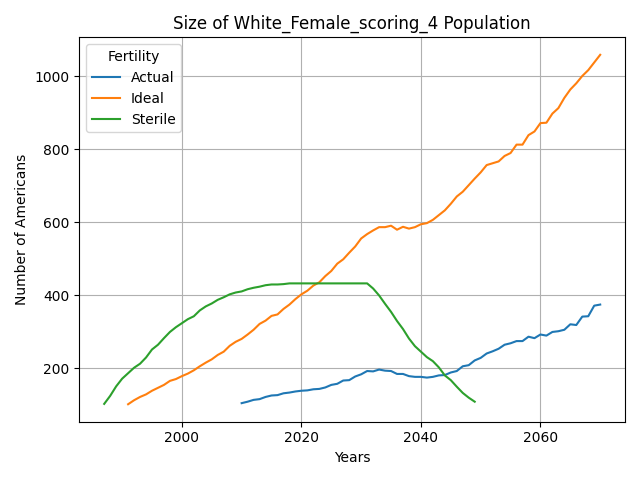 Size of White_Female_scoring_4 Population
Fertility
Actual
Ideal
Sterile
Number of Americans
1000
800
600
400
200
2000
2020
2040
2060
Years